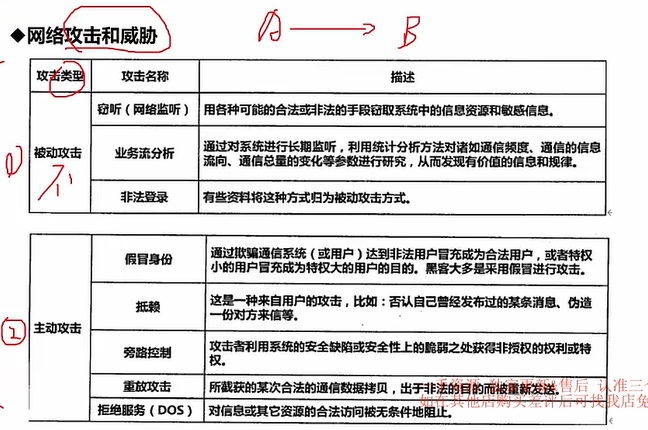 ◆网络攻击和威胁
A → B
攻击类型 攻击名称 描述
① 被动攻击 不
窃听（网络监听） 用各种可能的合法或非法的手段窃取系统中的信息资源和敏感信息。
业务流分析 通过对系统进行长期监听，利用统计分析方法对诸如通信频度、通信的信息
流向、通信总量的变化等参数进行研究，从而发现有价值的信息和规律。
非法登录 有些资料将这种方式归为被动攻击方式。
② 主动攻击
假冒身份 通过欺骗通信系统（或用户）达到非法用户冒充成为合法用户，或者特权
小的用户冒充成为特权大的用户的目的。黑客大多是采用假冒进行攻击。
抵赖 这是一种来自用户的攻击，比如：否认自己曾经发布过的某条消息、伪造
一份对方来信等。
旁路控制 攻击者利用系统的安全缺陷或安全性上的脆弱之处获得非授权的权利或特
权。
重放攻击 所截获的某次合法的通信数据拷贝，出于非法的目的而被重新发送。
拒绝服务（DOS） 对信息或其它资源的合法访问被无条件地阻止。
售后 认准三个
如在其他店购买差评后可找我店免